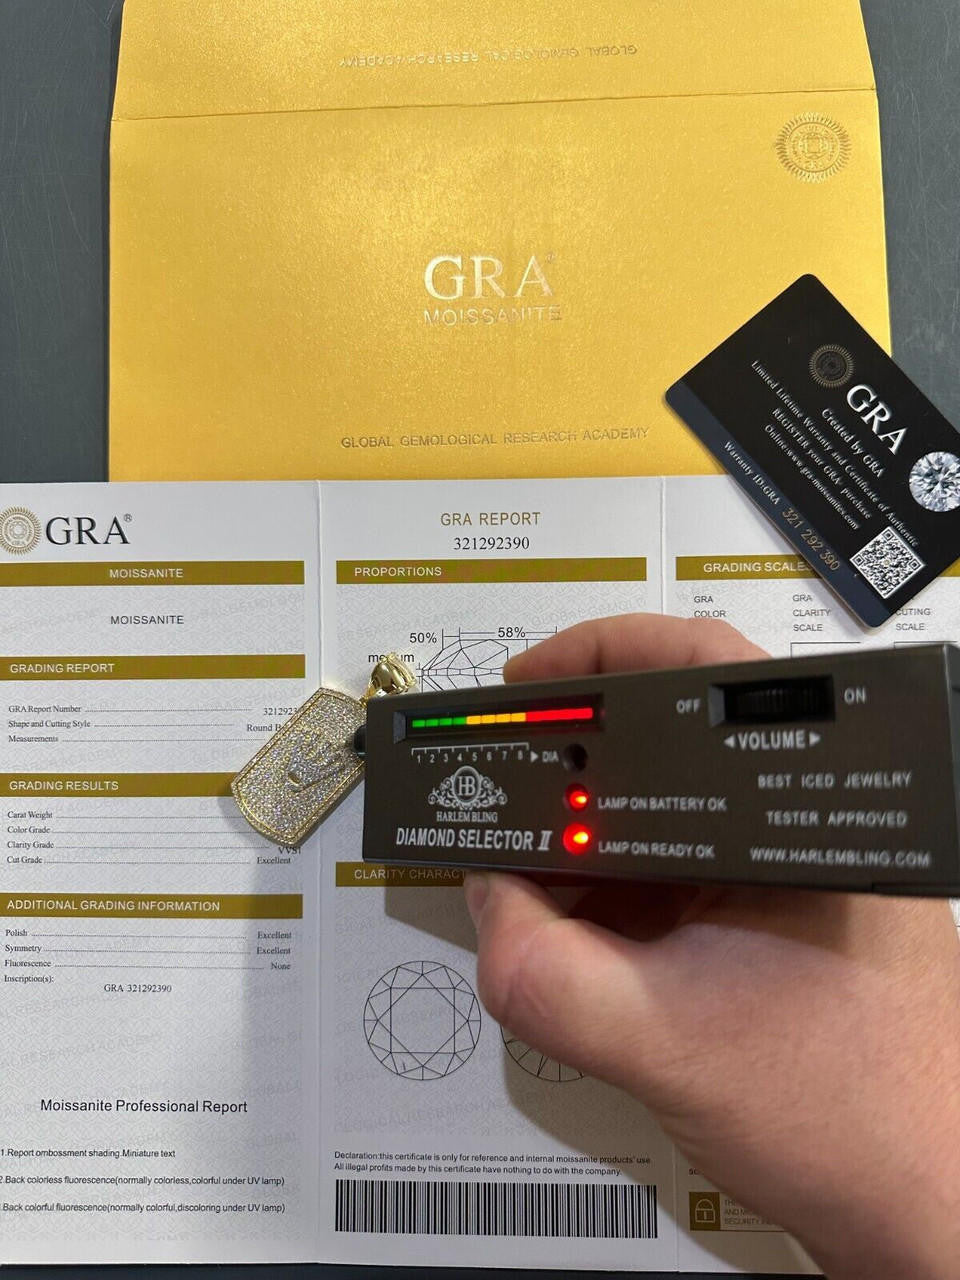 GLOBAL GEMOLOGICAL RESEARCH ACADEMY
GRA®
MOISSANITE
GLOBAL GEMOLOGICAL RESEARCH ACADEMY
GRA
Created by GRA
Limited Lifetime Warranty and Certificate of Authentic
REGISTER your GRA® purchase
Online:www.gra-moissanites.com
Warranty ID:GRA 321 292 390
GRA®
MOISSANITE
MOISSANITE
GRADING REPORT
GRA Report Number 3212923
Shape and Cutting Style Round B
Measurements
GRADING RESULTS
Carat Weight
Color Grade
Clarity Grade VVS1
Cut Grade Excellent
ADDITIONAL GRADING INFORMATION
Polish Excellent
Symmetry Excellent
Fluorescence None
Inscription(s):
GRA 321292390
Moissanite Professional Report
1.Report ombossment shading.Miniature text
2.Back colorless fluorescence(normally colorless,colorful under UV lamp)
.Back colorful fluorescence(normally colorful,discoloring under UV lamp)
GRA REPORT
321292390
PROPORTIONS
50%
58%
CLARITY CHARACT
Declaration:this certificate is only for reference and internal moissanite products' use.
All illegal profits made by this certificate have nothing to do with the company.
GRADING SCALES
GRA
COLOR
GRA
CLARITY
SCALE
CUTING
SCALE
OFF
ON
◀VOLUME▶
1 2 3 4 5 6 7 8 ▶ DIA
HB
HARLEM BLING
DIAMOND SELECTOR II
LAMP ON BATTERY OK
LAMP ON READY OK
BEST ICED JEWELRY
TESTER APPROVED
WWW.HARLEMBLING.COM